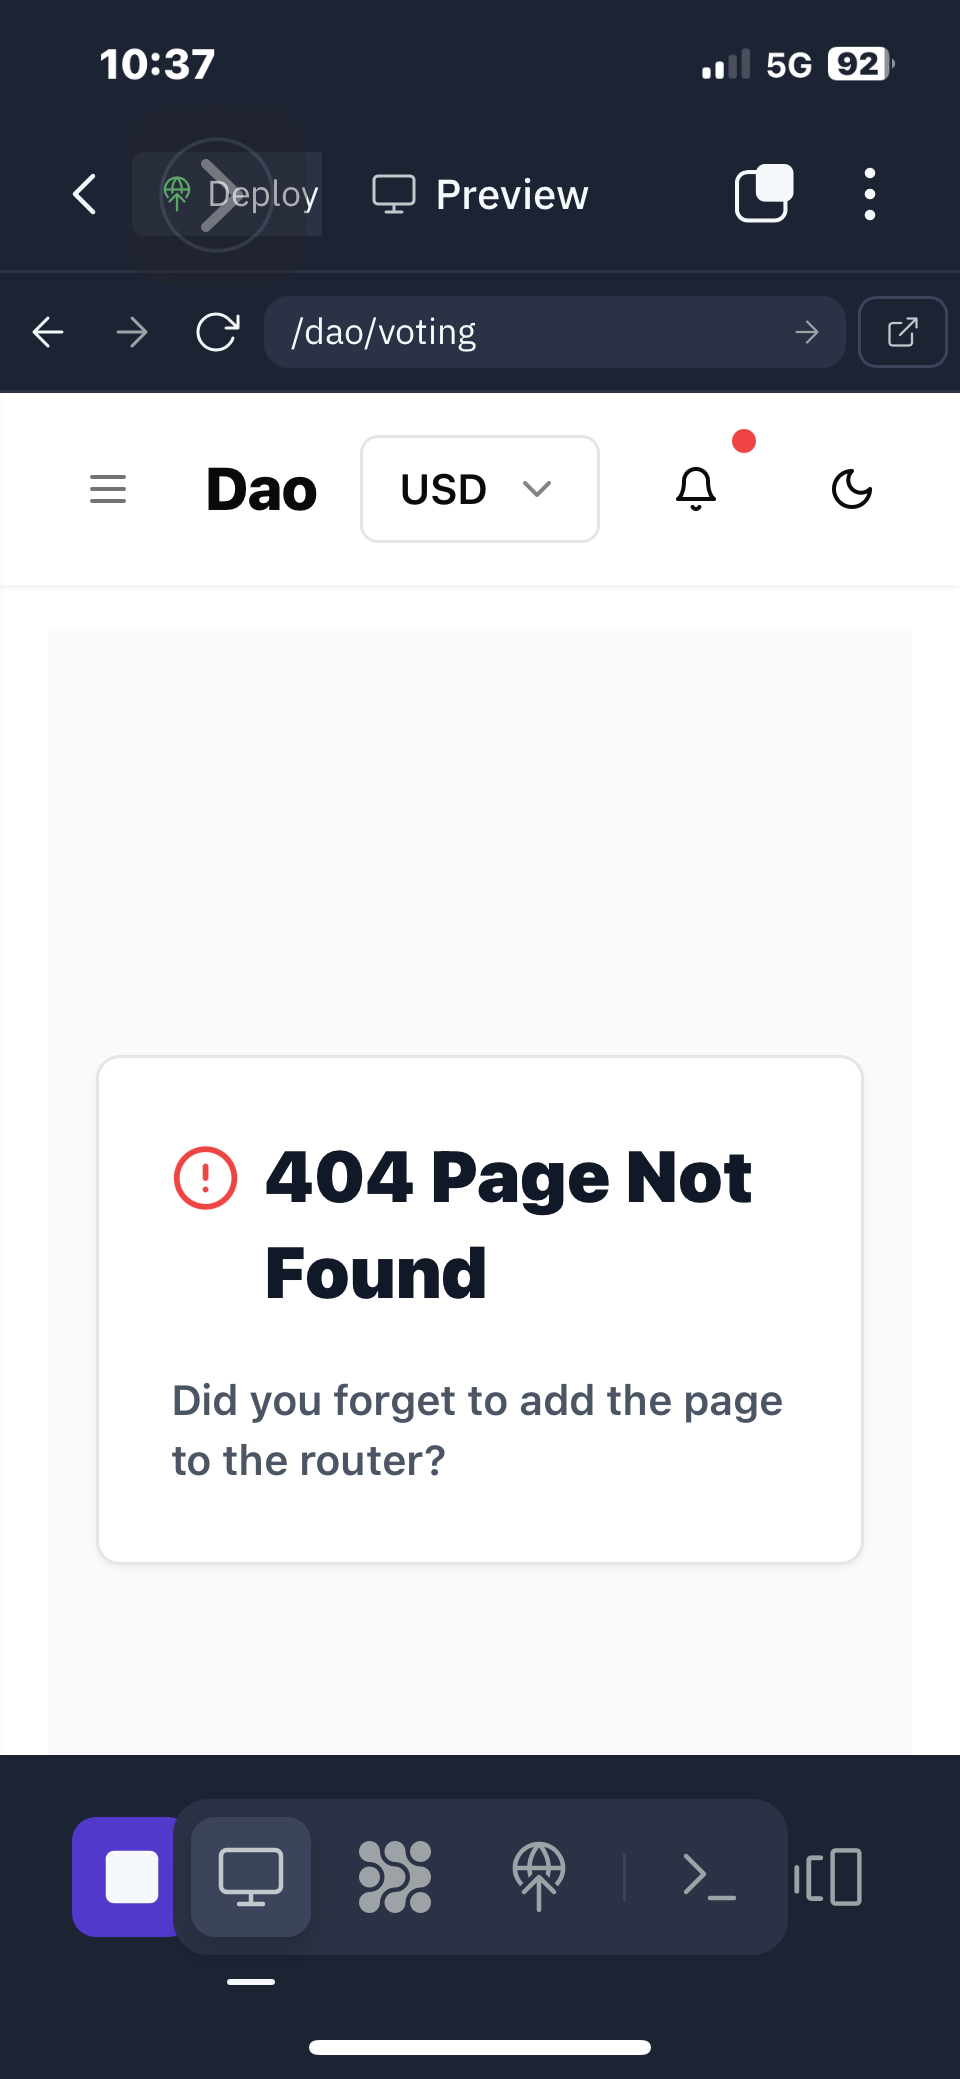 10:37
5G 92
Deploy Preview
/dao/voting
Dao USD
404 Page Not
Found
Did you forget to add the page
to the router?